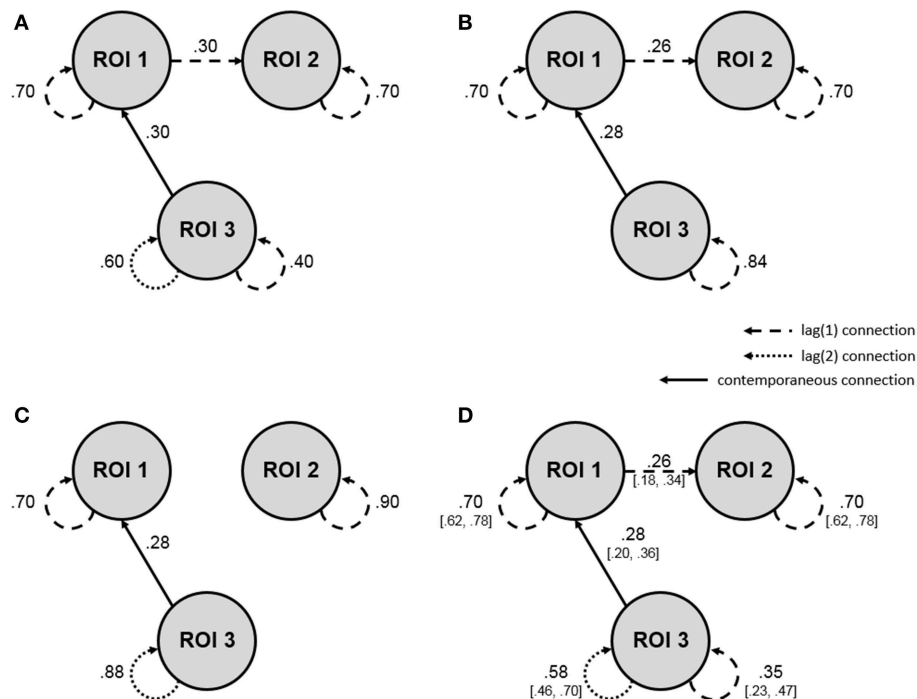 A
ROI 1
.30
ROI 2
.70
.70
.30
ROI 3
.60
.40
B
ROI 1
.26
ROI 2
.70
.70
.28
ROI 3
.84
lag(1) connection
lag(2) connection
contemporaneous connection
C
ROI 1
ROI 2
.70
.90
.28
ROI 3
.88
D
ROI 1
.26
[.18, .34]
ROI 2
.70
[.62, .78]
.70
[.62, .78]
.28
[.20, .36]
ROI 3
.58
[.46, .70]
.35
[.23, .47]